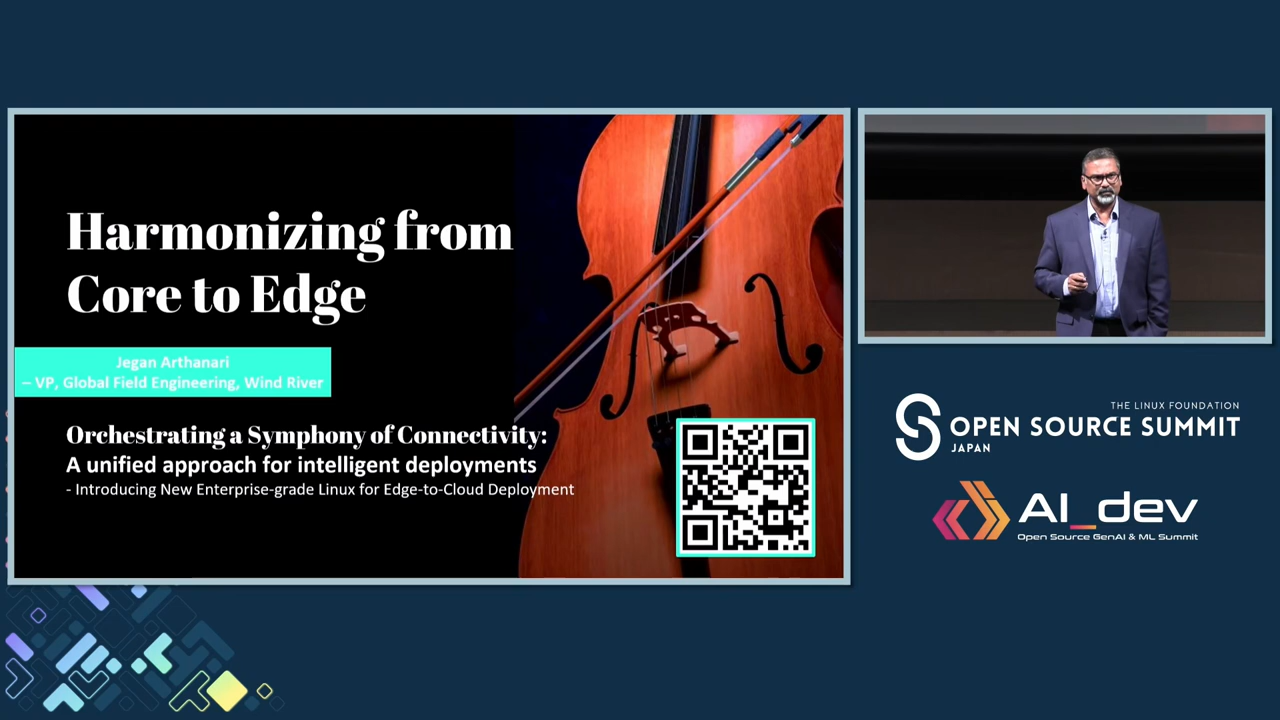 Harmonizing from
Core to Edge
Jegan Arthanari
– VP, Global Field Engineering, Wind River
Orchestrating a Symphony of Connectivity:
A unified approach for intelligent deployments
- Introducing New Enterprise-grade Linux for Edge-to-Cloud Deployment
THE LINUX FOUNDATION
OPEN SOURCE SUMMIT
JAPAN
AI_dev
Open Source GenAI & ML Summit